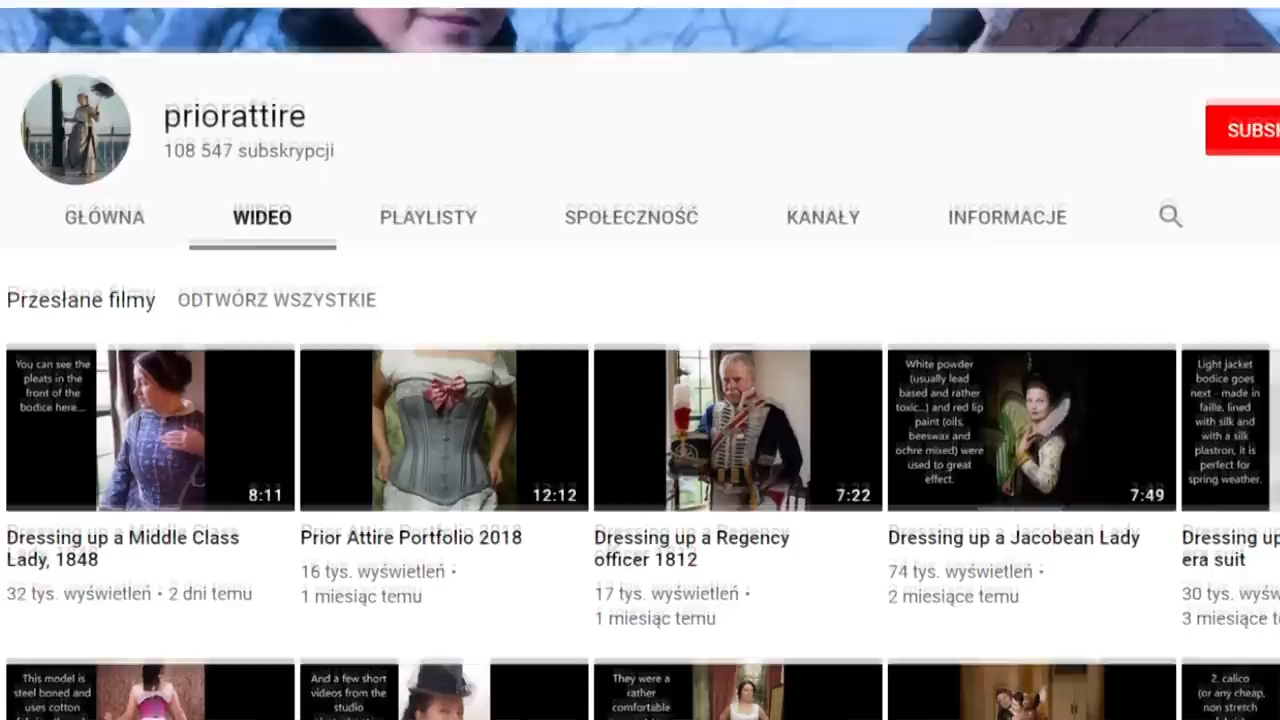 priorattire
108 547 subskrypcji
SUBS
GŁÓWNA WIDEO PLAYLISTY SPOŁECZNOŚĆ KANAŁY INFORMACJE
Przesłane filmy ODTWÓRZ WSZYSTKIE
You can see the
pleats in the
front of the
bodice here...
8:11
12:12
7:22
White powder
(usually lead
based and rather
toxic...) and red lip
paint (oils,
beeswax and
ochre mixed) were
used to great
effect.
7:49
Light jacket
bodice goes
next - made in
faille, lined
with silk and
with a silk
plastron, it is
perfect for
spring weather.
Dressing up a Middle Class
Lady, 1848
32 tys. wyświetleń • 2 dni temu
Prior Attire Portfolio 2018
16 tys. wyświetleń •
1 miesiąc temu
Dressing up a Regency
officer 1812
17 tys. wyświetleń •
1 miesiąc temu
Dressing up a Jacobean Lady
74 tys. wyświetleń •
2 miesiące temu
Dressing up
era suit
30 tys. wyśw
3 miesiące t
This model is
steel boned and
uses cotton
And a few short
videos from the
studio
They were a
rather
comfortable
2. calico
(or any cheap,
non stretch